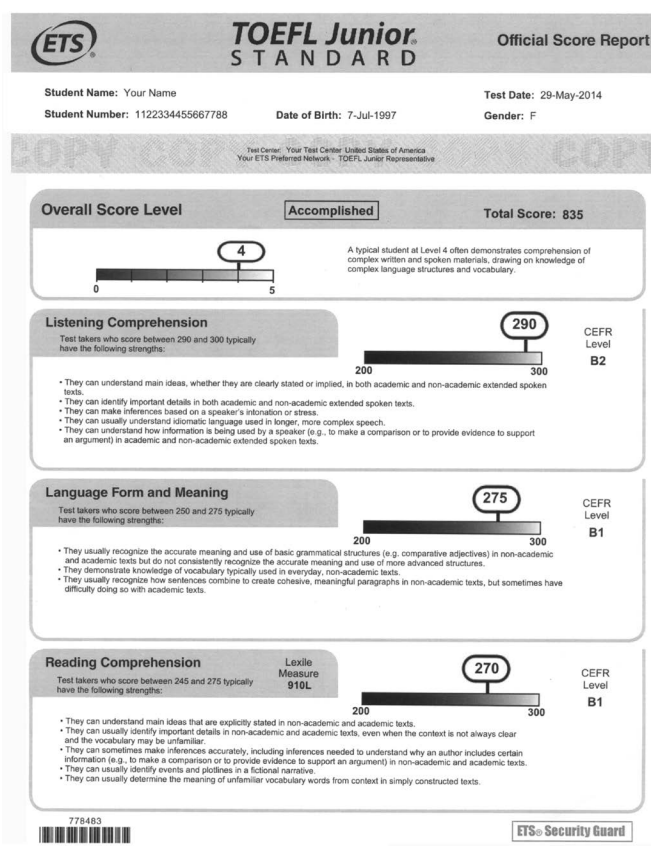 ETS
TOEFL Junior®
STANDARD
Official Score Report
Student Name: Your Name
Test Date: 29-May-2014
Student Number: 1122334455667788
Date of Birth: 7-Jul-1997
Gender: F
COPY COPY
COPY
Test Center: Your Test Center United States of America
Your ETS Preferred Network - TOEFL Junior Representative
Overall Score Level
Accomplished
Total Score: 835
4
0
5
A typical student at Level 4 often demonstrates comprehension of
complex written and spoken materials, drawing on knowledge of
complex language structures and vocabulary.
Listening Comprehension
Test takers who score between 290 and 300 typically
have the following strengths:
290
200
300
CEFR
Level
B2
• They can understand main ideas, whether they are clearly stated or implied, in both academic and non-academic extended spoken
texts.
• They can identify important details in both academic and non-academic extended spoken texts.
• They can make inferences based on a speaker's intonation or stress.
• They can usually understand idiomatic language used in longer, more complex speech.
• They can understand how information is being used by a speaker (e.g., to make a comparison or to provide evidence to support
an argument) in academic and non-academic extended spoken texts.
Language Form and Meaning
Test takers who score between 250 and 275 typically
have the following strengths:
275
200
300
CEFR
Level
B1
• They usually recognize the accurate meaning and use of basic grammatical structures (e.g. comparative adjectives) in non-academic
and academic texts but do not consistently recognize the accurate meaning and use of more advanced structures.
• They demonstrate knowledge of vocabulary typically used in everyday, non-academic texts.
• They usually recognize how sentences combine to create cohesive, meaningful paragraphs in non-academic texts, but sometimes have
difficulty doing so with academic texts.
Reading Comprehension
Test takers who score between 245 and 275 typically
have the following strengths:
Lexile
Measure
910L
270
200
300
CEFR
Level
B1
• They can understand main ideas that are explicitly stated in non-academic and academic texts.
• They can usually identify important details in non-academic and academic texts, even when the context is not always clear
and the vocabulary may be unfamiliar.
• They can sometimes make inferences accurately, including inferences needed to understand why an author includes certain
information (e.g., to make a comparison or to provide evidence to support an argument) in non-academic and academic texts.
• They can usually identify events and plotlines in a fictional narrative.
• They can usually determine the meaning of unfamiliar vocabulary words from context in simply constructed texts.
778483
ETS® Security Guard